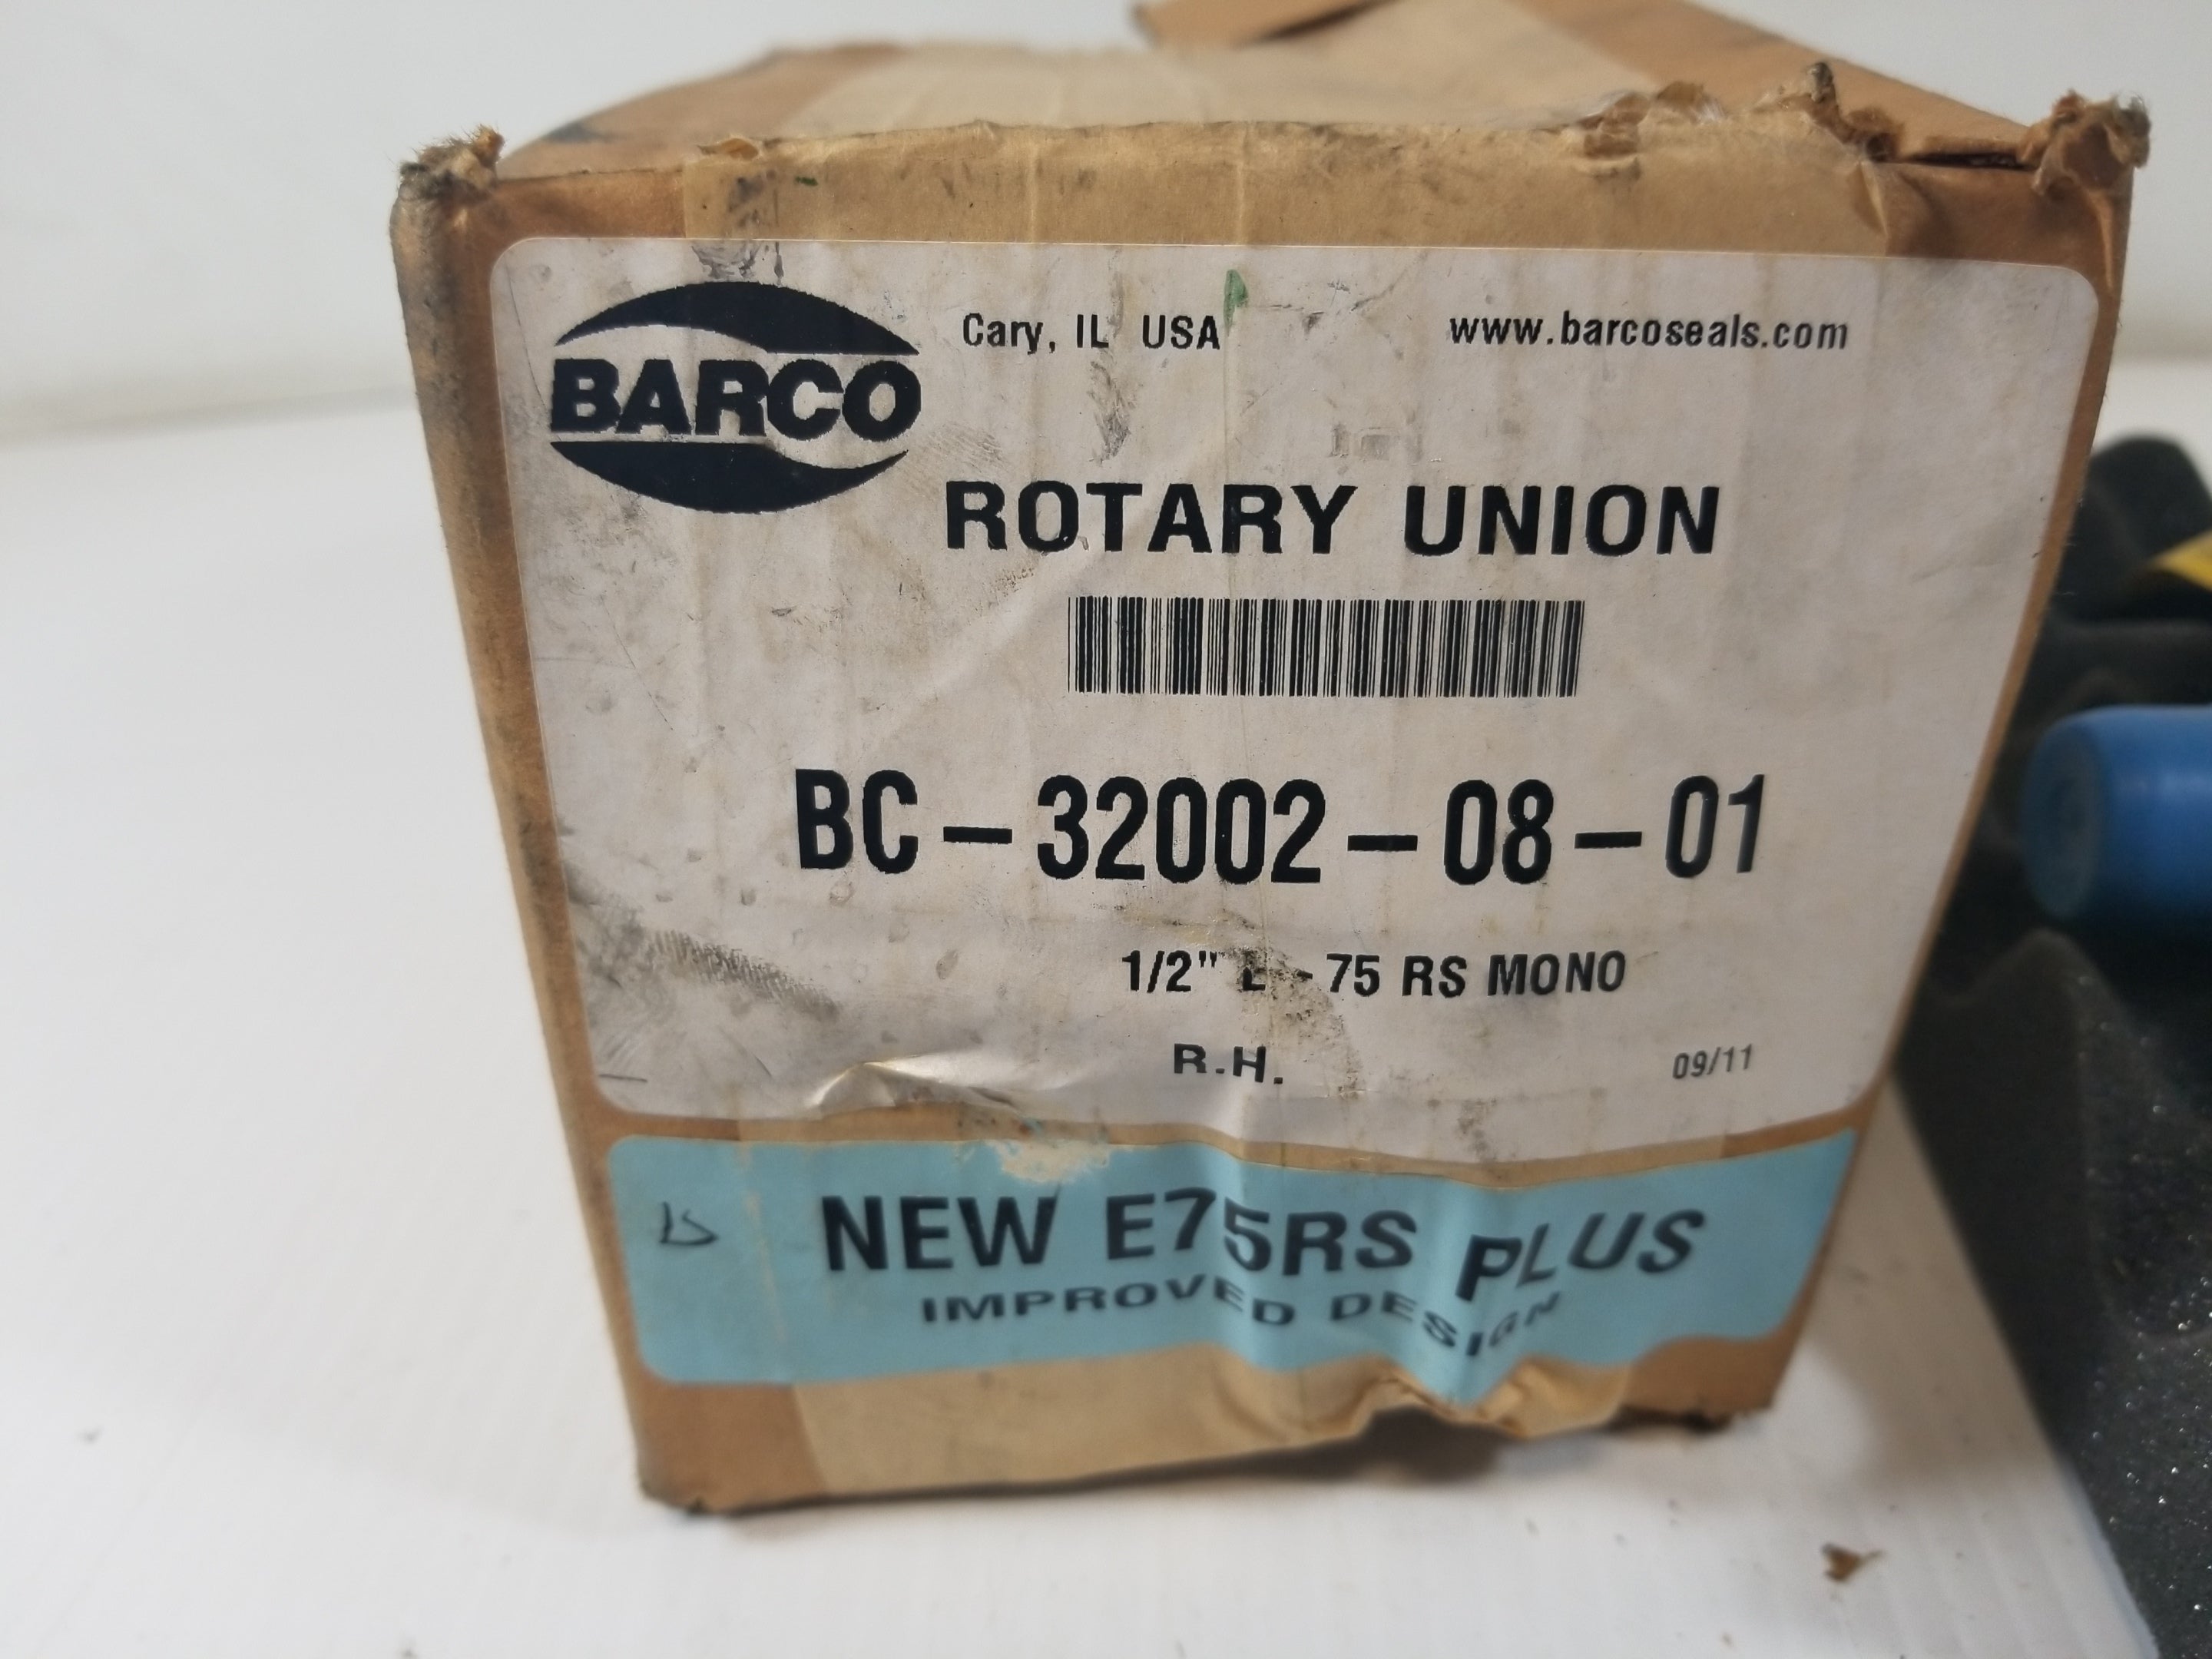 BARCO
Cary, IL USA
www.barcoseals.com
ROTARY UNION
BC-32002-08-01
1/2" - 75 RS MONO
R.H.
09/11
NEW E75RS PLUS
IMPROVED DESIGN